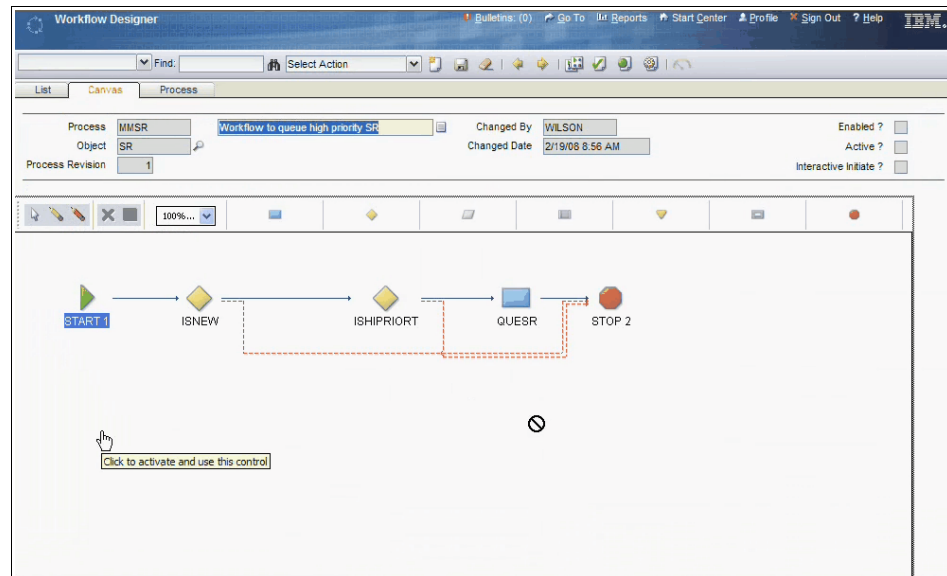 Workflow Designer
Bulletins: (0) Go To Reports Start Center Profile Sign Out Help IBM.
Find: Select Action
List Canvas Process
Process MMSR Workflow to queue high priority SR Changed By WILSON Enabled ?
Object SR Changed Date 2/19/08 8:56 AM Active ?
Process Revision 1 Interactive Initiate ?
100%...
START 1 ISNEW ISHIPRIORT QUESR STOP 2
Click to activate and use this control